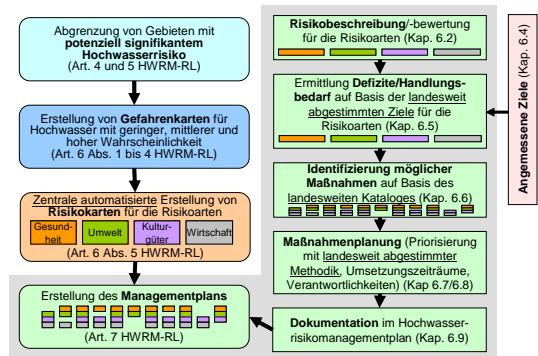 Abgrenzung von Gebieten mit
potenziell signifikantem
Hochwasserrisiko
(Art. 4 und 5 HWRM-RL)
Erstellung von Gefahrenkarten für
Hochwasser mit geringer, mittlerer und
hoher Wahrscheinlichkeit
(Art. 6 Abs. 1 bis 4 HWRM-RL)
Zentrale automatisierte Erstellung von
Risikokarten für die Risikoarten
Gesund-
heit
Umwelt
Kultur-
güter
Wirtschaft
(Art. 6 Abs. 5 HWRM-RL)
Erstellung des Managementplans
(Art. 7 HWRM-RL)
Risikobeschreibung/-bewertung
für die Risikoarten (Kap. 6.2)
Ermittlung Defizite/Handlungs-
bedarf auf Basis der landesweit
abgestimmten Ziele für die
Risikoarten (Kap. 6.5)
Identifizierung möglicher
Maßnahmen auf Basis des
landesweiten Kataloges (Kap. 6.6)
Maßnahmenplanung (Priorisierung
mit landesweit abgestimmter
Methodik, Umsetzungszeiträume,
Verantwortlichkeiten) (Kap 6.7/6.8)
Dokumentation im Hochwasser-
risikomanagementplan (Kap. 6.9)
Angemessene Ziele (Kap. 6.4)